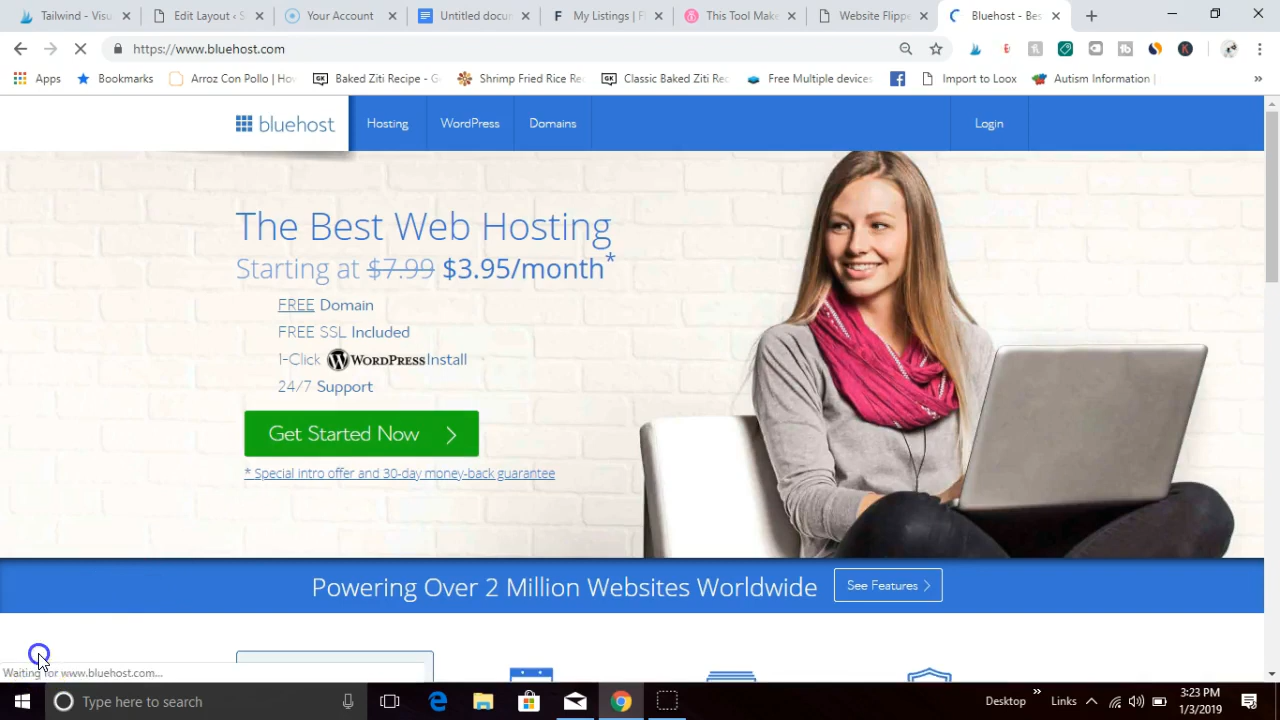 Tailwind - Visu
Edit Layout ‹ S
Your Account
Untitled docum
My Listings | Fl
This Tool Make
Website Flippe
Bluehost - Bes
https://www.bluehost.com
Apps
Bookmarks
Arroz Con Pollo | Ho
GK
Baked Ziti Recipe - G
Shrimp Fried Rice Re
GK
Classic Baked Ziti Re
Free Multiple devices
Import to Loox
Autism Information |
»
bluehost
Hosting
WordPress
Domains
Login
The Best Web Hosting
Starting at $7.99 $3.95/month*
FREE Domain
FREE SSL Included
1-Click WORDPRESS Install
24/7 Support
Get Started Now
* Special intro offer and 30-day money-back guarantee
Powering Over 2 Million Websites Worldwide
See Features
Waiting for www.bluehost.com...
Type here to search
Desktop
»
Links
3:23 PM
1/3/2019